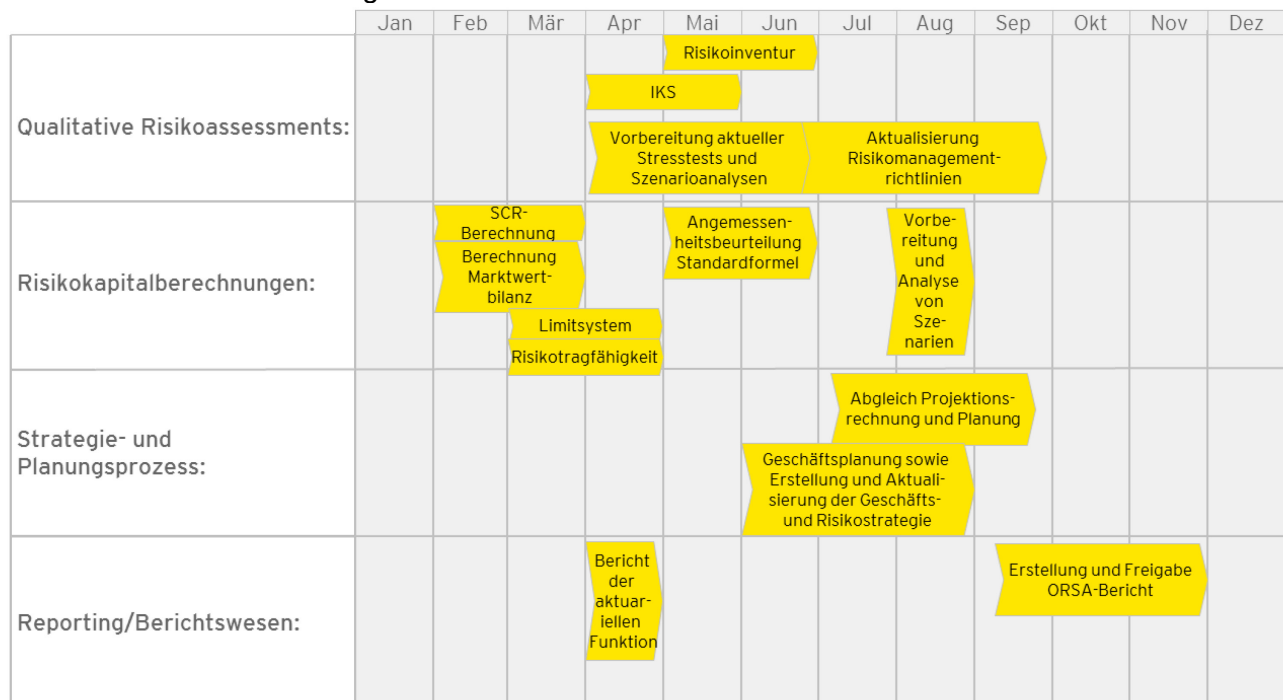 Jan Feb Mär Apr Mai Jun Jul Aug Sep Okt Nov Dez
Qualitative Risikoassessments:
Risikoinventur
IKS
Vorbereitung aktueller
Stresstests und
Szenarioanalysen
Aktualisierung
Risikomanagement-
richtlinien
Risikokapitalberechnungen:
SCR-
Berechnung
Berechnung
Marktwert-
bilanz
Limitsystem
Risikotragfähigkeit
Angemessen-
heitsbeurteilung
Standardformel
Vorbe-
reitung
und
Analyse
von
Sze-
narien
Strategie- und
Planungsprozess:
Abgleich Projektions-
rechnung und Planung
Geschäftsplanung sowie
Erstellung und Aktuali-
sierung der Geschäfts-
und Risikostrategie
Reporting/Berichtswesen:
Bericht
der
aktuar-
iellen
Funktion
Erstellung und Freigabe
ORSA-Bericht